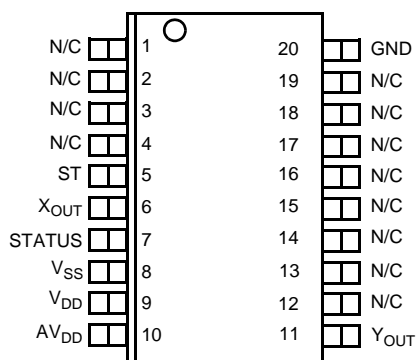 N/C 1 20 GND
N/C 2 19 N/C
N/C 3 18 N/C
N/C 4 17 N/C
ST 5 16 N/C
XOUT 6 15 N/C
STATUS 7 14 N/C
VSS 8 13 N/C
VDD 9 12 N/C
AVDD 10 11 YOUT